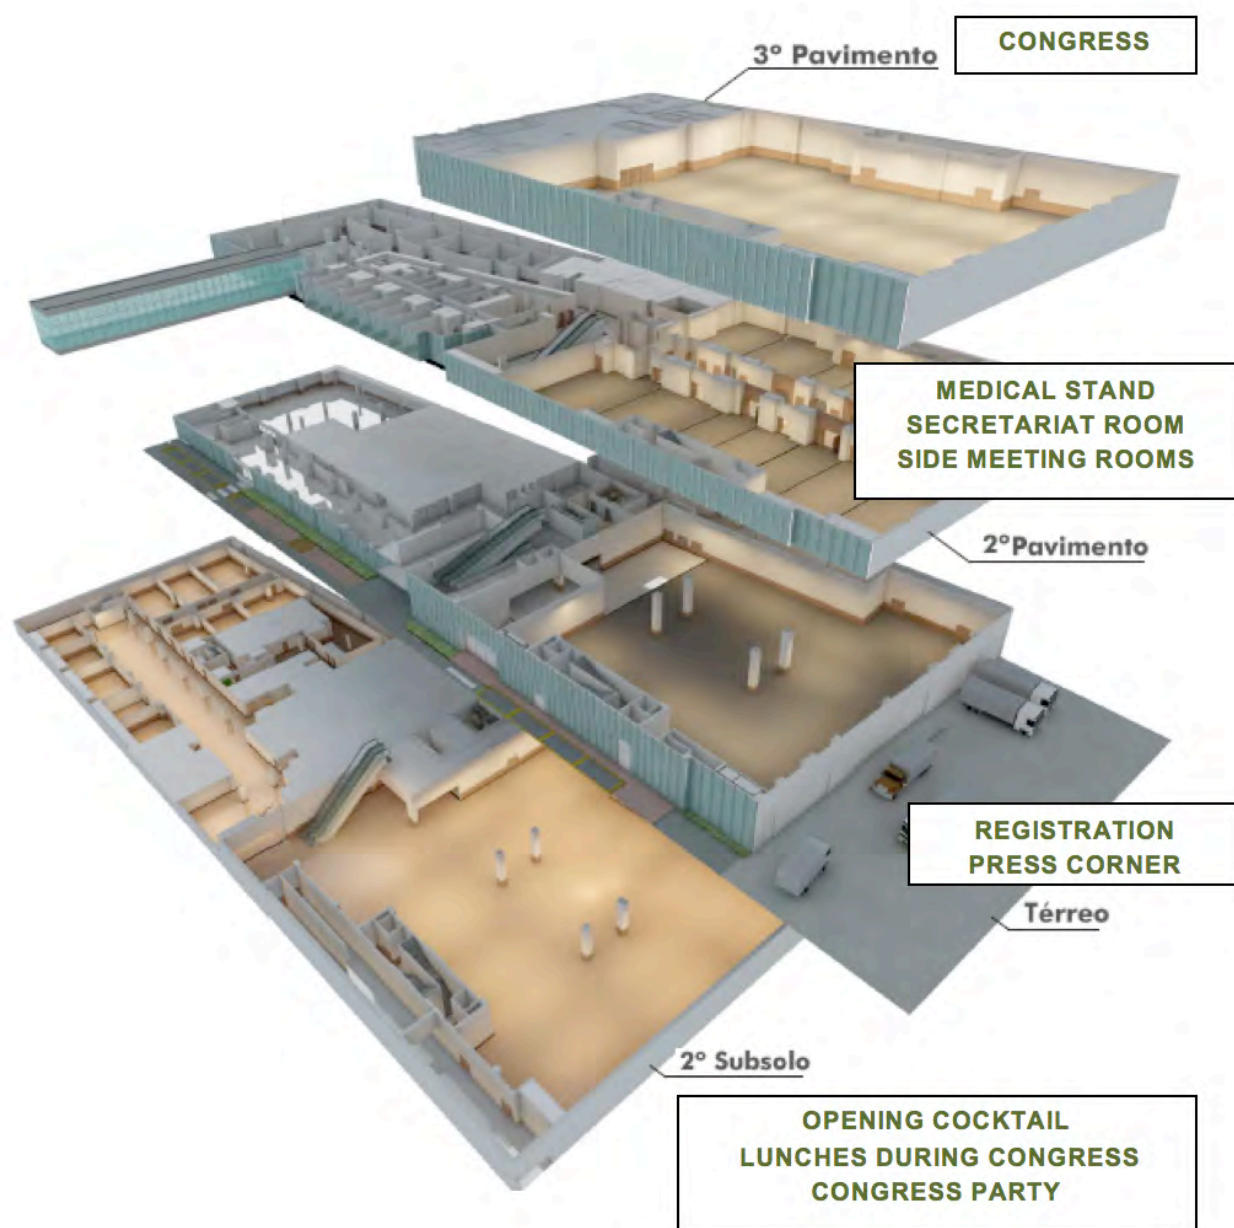 CONGRESS
3º Pavimento
MEDICAL STAND
SECRETARIAT ROOM
SIDE MEETING ROOMS
2ºPavimento
REGISTRATION
PRESS CORNER
Térreo
2º Subsolo
OPENING COCKTAIL
LUNCHES DURING CONGRESS
CONGRESS PARTY